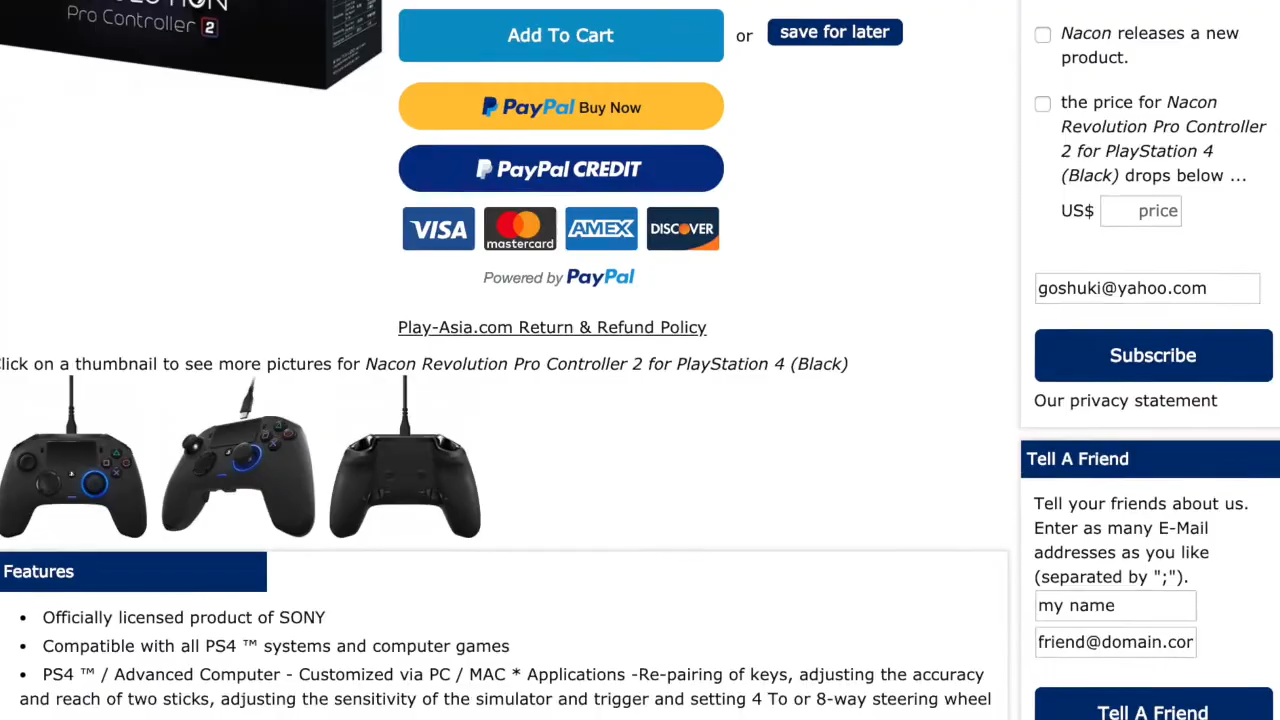 Pro Controller 2
Add To Cart
or
save for later
PayPal Buy Now
PayPal CREDIT
VISA
mastercard
AMEX
DISCOVER
Powered by PayPal
Play-Asia.com Return & Refund Policy
lick on a thumbnail to see more pictures for Nacon Revolution Pro Controller 2 for PlayStation 4 (Black)
Features
• Officially licensed product of SONY
• Compatible with all PS4 ™ systems and computer games
• PS4 ™ / Advanced Computer - Customized via PC / MAC * Applications -Re-pairing of keys, adjusting the accuracy
and reach of two sticks, adjusting the sensitivity of the simulator and trigger and setting 4 To or 8-way steering wheel
Nacon releases a new
product.
the price for Nacon
Revolution Pro Controller
2 for PlayStation 4
(Black) drops below ...
US$ price
goshuki@yahoo.com
Subscribe
Our privacy statement
Tell A Friend
Tell your friends about us.
Enter as many E-Mail
addresses as you like
(separated by ";").
my name
friend@domain.cor
Tell A Friend